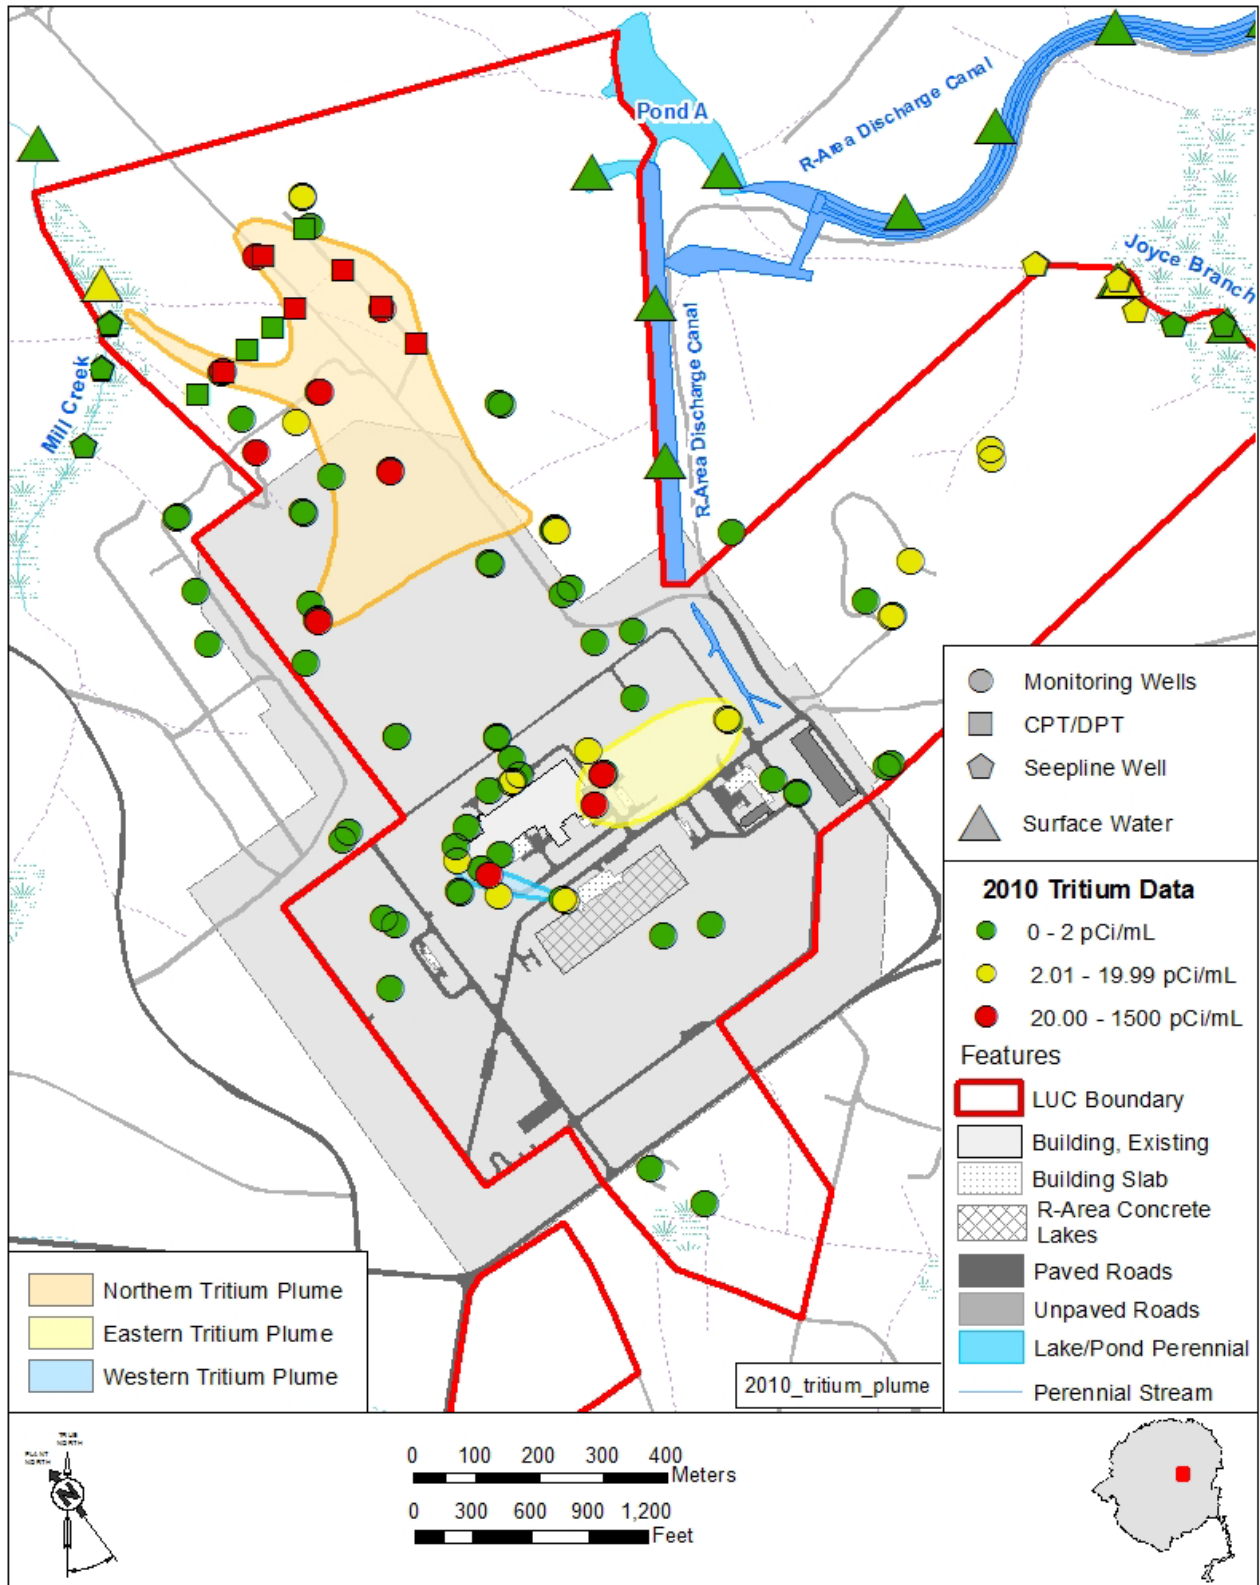 Pond A
R-Area Discharge Canal
Joyce Branch
R-Area Discharge Canal
Mill Creek
Monitoring Wells
CPT/DPT
Seepline Well
Surface Water
2010 Tritium Data
0 - 2 pCi/mL
2.01 - 19.99 pCi/mL
20.00 - 1500 pCi/mL
Features
LUC Boundary
Building, Existing
Building Slab
R-Area Concrete
Lakes
Paved Roads
Unpaved Roads
Lake/Pond Perennial
Perennial Stream
Northern Tritium Plume
Eastern Tritium Plume
Western Tritium Plume
2010_tritium_plume
TRUE
NORTH
PLANT
NORTH
N
0 100 200 300 400
Meters
0 300 600 900 1,200
Feet